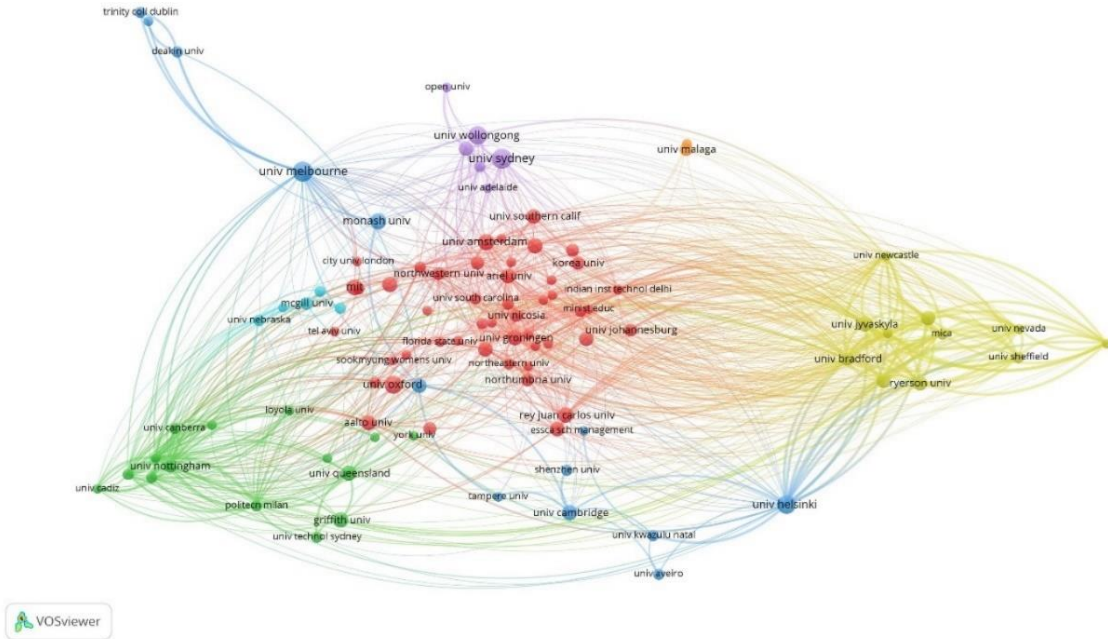 trinity coll dublin
deakin univ
open univ
univ wollongong
univ sydney
univ malaga
univ melbourne
univ adelaide
monash univ
univ southern calif
univ amsterdam
univ newcastle
city univ london
korea univ
northwestern univ
ariel univ
mit
indian inst technol delhi
univ south carolina
mcgill univ
minist educ
univ nicosia
univ nebraska
univ jyvaskyla
univ nevada
tel aviv univ
univ johannesburg
mica
florida state univ
univ groningen
sookmyung womens univ
northeastern univ
univ bradford
univ sheffield
northumbria univ
univ oxford
ryerson univ
loyola univ
rey juan carlos univ
aalto univ
univ canberra
essca sch management
york univ
univ nottingham
univ queensland
shenzhen univ
univ cadiz
tampere univ
politecn milan
univ helsinki
univ cambridge
griffith univ
univ technol sydney
univ kwazulu natal
univ aveiro
VOSviewer